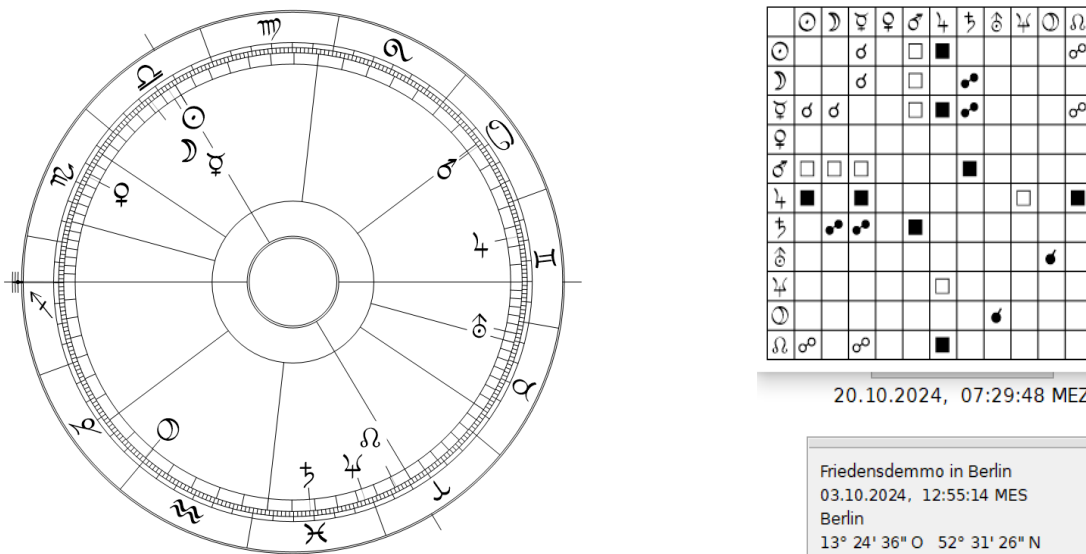 20.10.2024, 07:29:48 MEZ
Friedensdemmo in Berlin
03.10.2024, 12:55:14 MES
Berlin
13° 24' 36" O 52° 31' 26" N